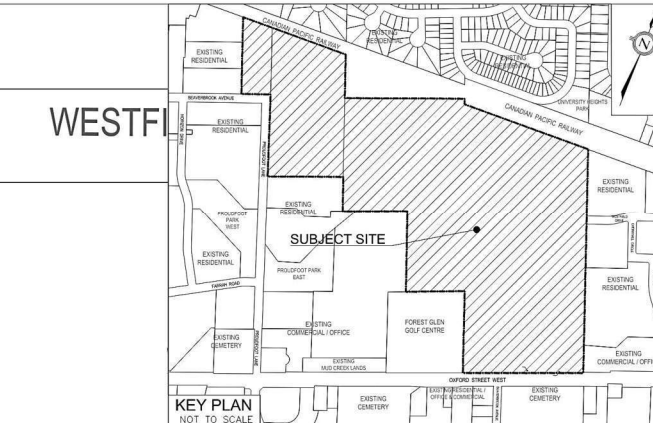 CANADIAN PACIFIC RAILWAY
EXISTING
RESIDENTIAL
EXISTING
RESIDENTIAL
EXISTING
RESIDENTIAL
N
UNIVERSITY HEIGHTS
PARK
CANADIAN PACIFIC RAILWAY
BEAVERBROOK AVENUE
WESTFI
EXISTING
RESIDENTIAL
PROUDFOOT LANE
EXISTING
RESIDENTIAL
EXISTING
RESIDENTIAL
PROUDFOOT
PARK
WEST
SUBJECT SITE
EXISTING
RESIDENTIAL
PROUDFOOT PARK
EAST
EXISTING
RESIDENTIAL
FARRAH ROAD
EXISTING
COMMERCIAL / OFFICE
FOREST GLEN
GOLF CENTRE
EXISTING
CEMETERY
PROUDFOOT LANE
EXISTING
MUD CREEK LANDS
EXISTING
COMMERCIAL / OFFI
OXFORD STREET WEST
EXISTING
CEMETERY
EXISTING RESIDENTIAL /
OFFICE & COMMERCIAL
EXISTING
CEMETERY
KEY PLAN
NOT TO SCALE